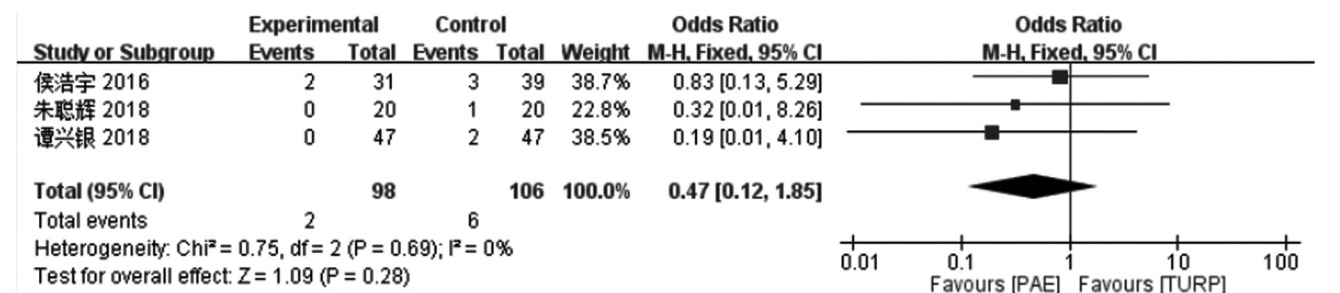 Experimental Control Odds Ratio Odds Ratio
Study or Subgroup Events Total Events Total Weight M-H, Fixed, 95% CI M-H, Fixed, 95% CI
侯浩宇 2016 2 31 3 39 38.7% 0.83 [0.13, 5.29]
朱聪辉 2018 0 20 1 20 22.8% 0.32 [0.01, 8.26]
谭兴银 2018 0 47 2 47 38.5% 0.19 [0.01, 4.10]
Total (95% CI) 98 106 100.0% 0.47 [0.12, 1.85]
Total events 2 6
Heterogeneity: Chi² = 0.75, df = 2 (P = 0.69); I² = 0%
Test for overall effect: Z = 1.09 (P = 0.28)
0.01 0.1 1 10 100
Favours [PAE] Favours [TURP]